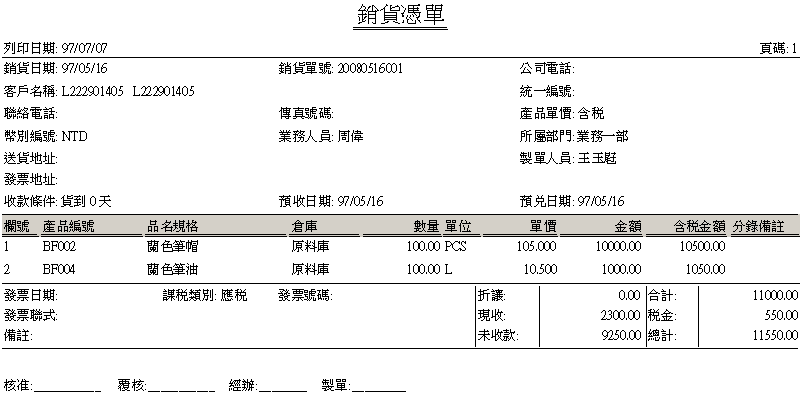 銷貨憑單
列印日期: 97/07/07 頁碼: 1
銷貨日期: 97/05/16 銷貨單號: 20080516001 公司電話:
客戶名稱: L222901405 L222901405 統一編號:
聯絡電話: 傳真號碼: 產品單價: 含稅
幣別編號: NTD 業務人員: 周偉 所屬部門: 業務一部
送貨地址: 製單人員: 王玉
發票地址:
收款條件: 貨到 0 天 預收日期: 97/05/16 預兌日期: 97/05/16
欄號 產品編號 品名規格 倉庫 數量 單位 單價 金額 含稅金額 分錄備註
1 BF002 蘭色筆帽 原料庫 100.00 PCS 105.000 10000.00 10500.00
2 BF004 蘭色筆油 原料庫 100.00 L 10.500 1000.00 1050.00
發票日期: 課稅類別: 應稅 發票號碼: 折讓: 0.00 合計: 11000.00
發票聯式: 現收: 2300.00 稅金: 550.00
備註: 未收款: 9250.00 總計: 11550.00
核准:__________ 覆核:__________ 經辦:_______ 製單:________